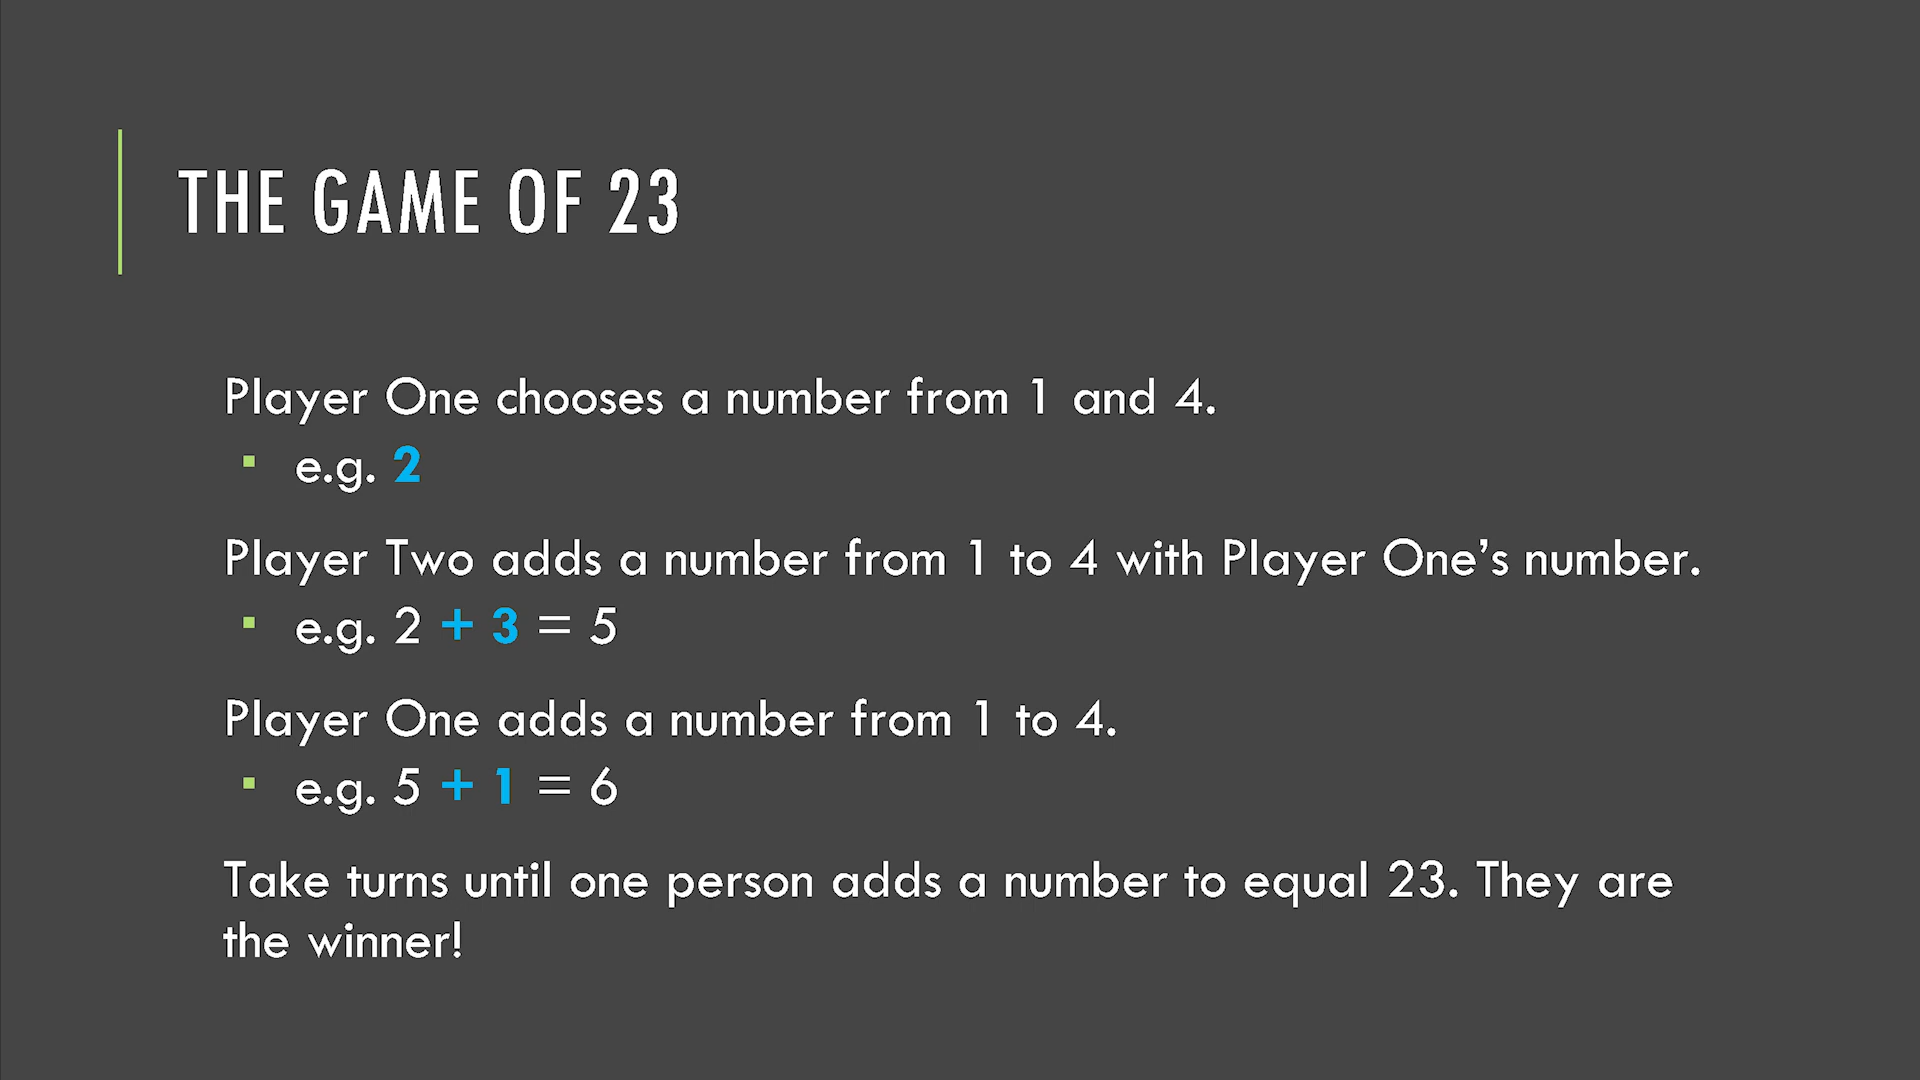 THE GAME OF 23
Player One chooses a number from 1 and 4.
▪ e.g. 2
Player Two adds a number from 1 to 4 with Player One’s number.
▪ e.g. 2 + 3 = 5
Player One adds a number from 1 to 4.
▪ e.g. 5 + 1 = 6
Take turns until one person adds a number to equal 23. They are
the winner!